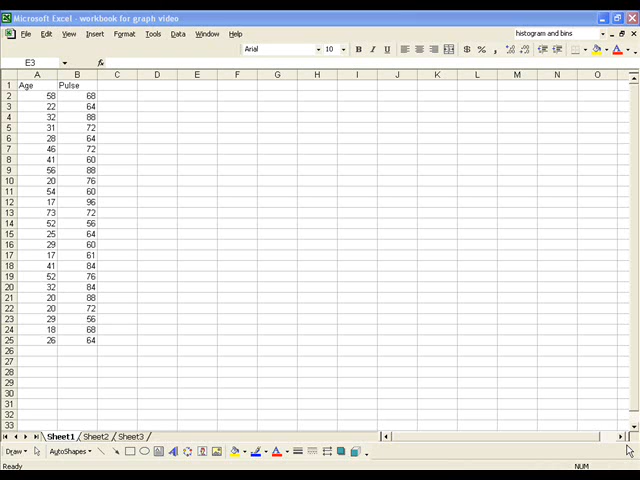 Microsoft Excel - workbook for graph video
File Edit View Insert Format Tools Data Window Help histogram and bins
Arial 10 B I U $ % ,
E3 fx
A B C D E F G H I J K L M N O
1 Age Pulse
2 58 68
3 22 64
4 32 88
5 31 72
6 28 64
7 46 72
8 41 60
9 56 88
10 20 76
11 54 60
12 17 96
13 73 72
14 52 56
15 25 64
16 29 60
17 17 61
18 41 84
19 52 76
20 32 84
21 20 88
22 20 72
23 29 56
24 18 68
25 26 64
26
27
28
29
30
31
32
33
Sheet1 Sheet2 Sheet3
Draw AutoShapes
Ready NUM